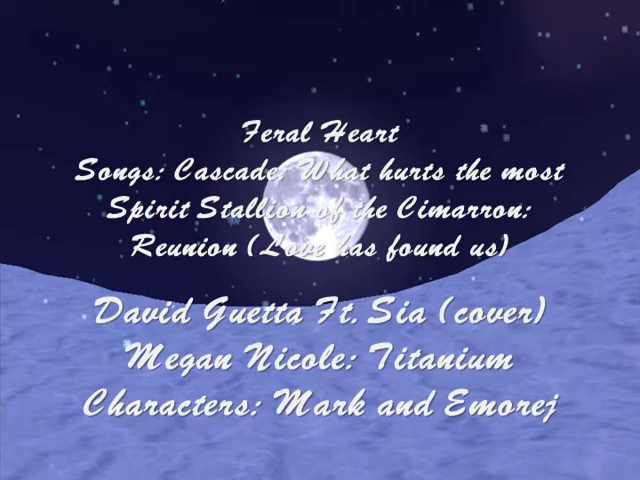 Feral Heart
Songs: Cascade: What hurts the most
Spirit Stallion of the Cimarron:
Reunion (Love has found us)
David Guetta Ft. Sia (cover)
Megan Nicole: Titanium
Characters: Mark and Emorej